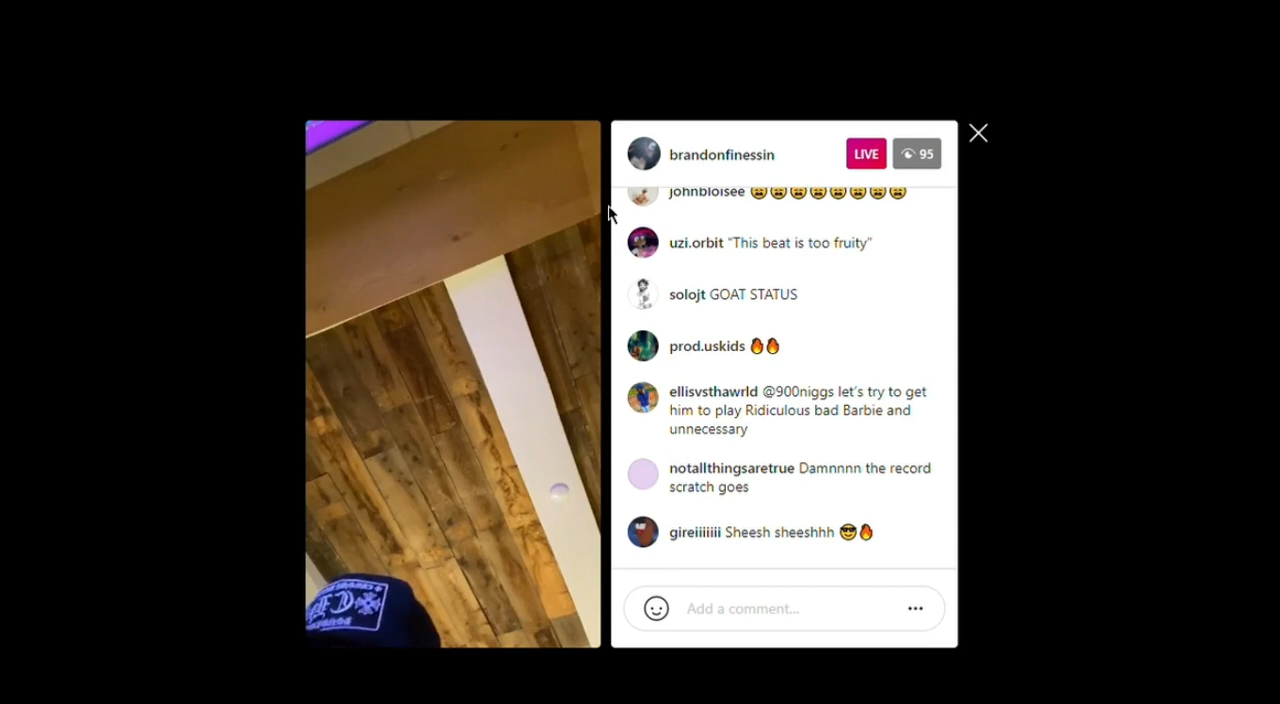 brandonfinessin
LIVE
95
johnbloisee 😩😩😩😩😩😩😩😩
uzi.orbit "This beat is too fruity"
solojt GOAT STATUS
prod.uskids 🔥🔥
ellisvsthawrld @900niggs let's try to get
him to play Ridiculous bad Barbie and
unnecessary
notallthingsaretrue Damnnnn the record
scratch goes
gireiiiiiii Sheesh sheeshhh 😎🔥
Add a comment...